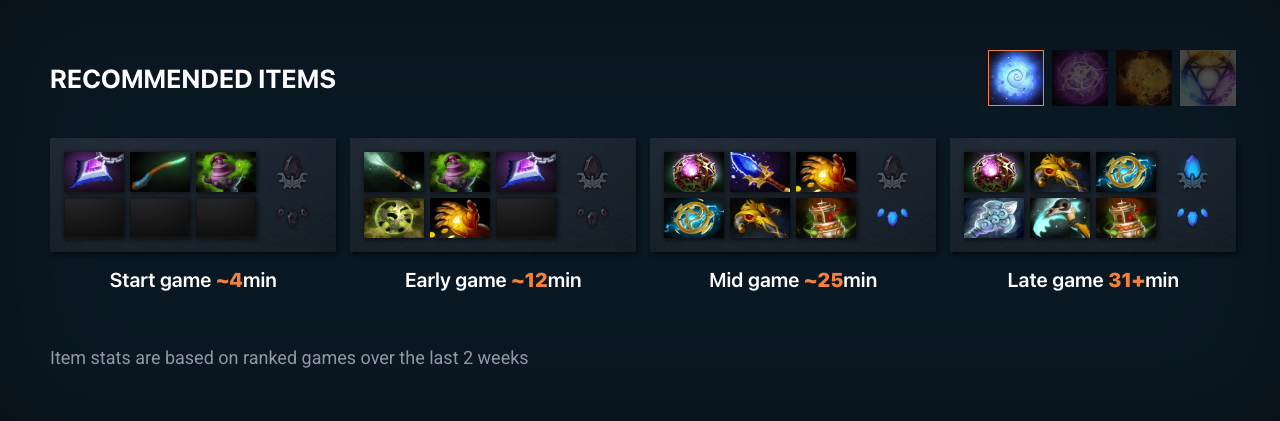 RECOMMENDED ITEMS
Start game ~4min
Early game ~12min
Mid game ~25min
Late game 31+min
Item stats are based on ranked games over the last 2 weeks